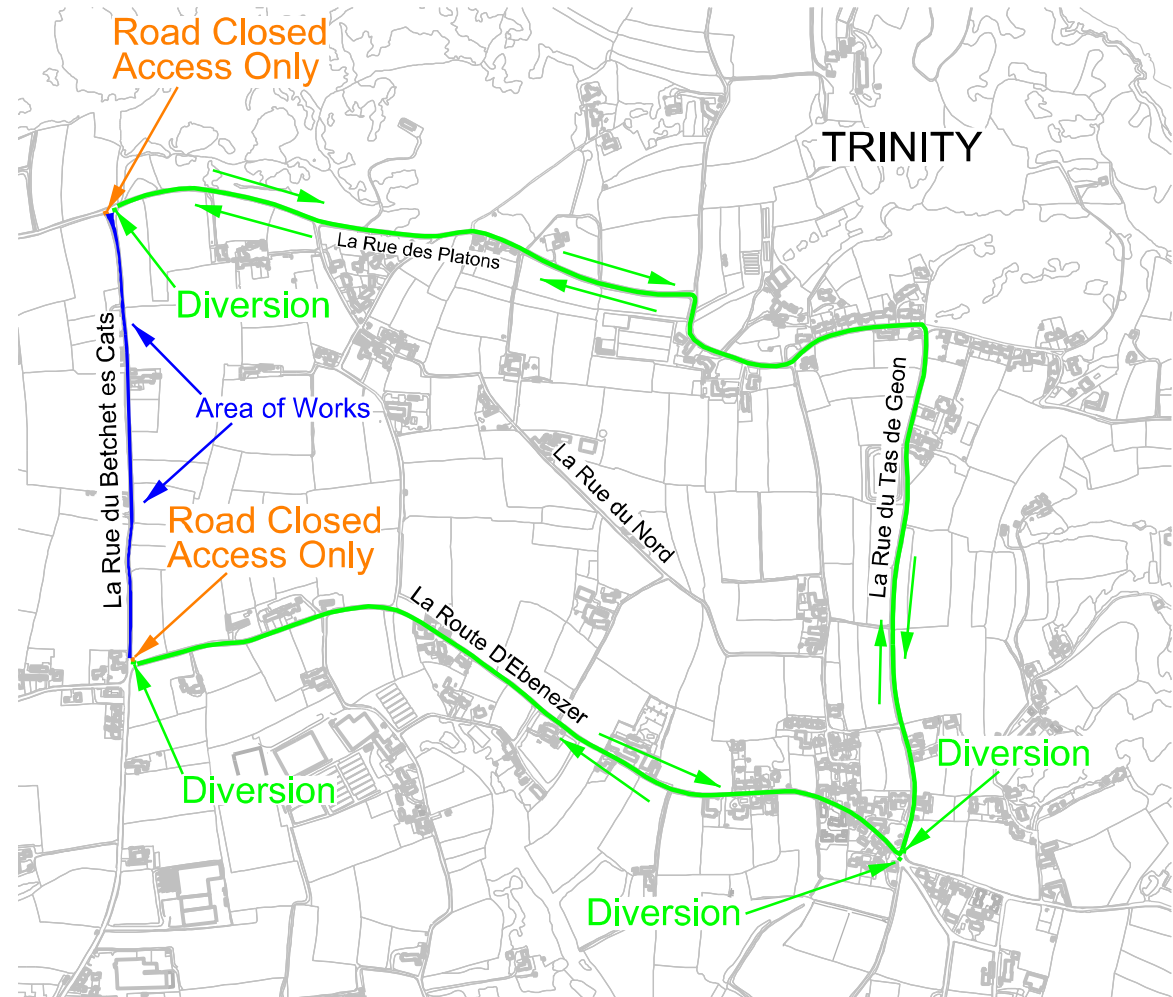 Road Closed
Access Only
TRINITY
La Rue des Platons
Diversion
La Rue du Betchet es Cats
Area of Works
La Rue du Tas de Geon
La Rue du Nord
Road Closed
Access Only
La Route D'Ebenezer
Diversion
Diversion
Diversion